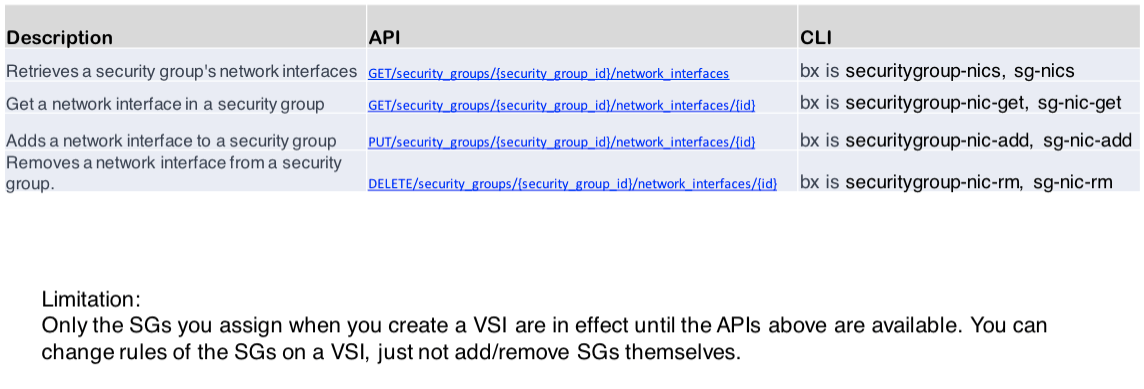 Description API CLI
Retrieves a security group's network interfaces GET/security_groups/{security_group_id}/network_interfaces bx is securitygroup-nics, sg-nics
Get a network interface in a security group GET/security_groups/{security_group_id}/network_interfaces/{id} bx is securitygroup-nic-get, sg-nic-get
Adds a network interface to a security group PUT/security_groups/{security_group_id}/network_interfaces/{id} bx is securitygroup-nic-add, sg-nic-add
Removes a network interface from a security
group. DELETE/security_groups/{security_group_id}/network_interfaces/{id} bx is securitygroup-nic-rm, sg-nic-rm
Limitation:
Only the SGs you assign when you create a VSI are in effect until the APIs above are available. You can
change rules of the SGs on a VSI, just not add/remove SGs themselves.